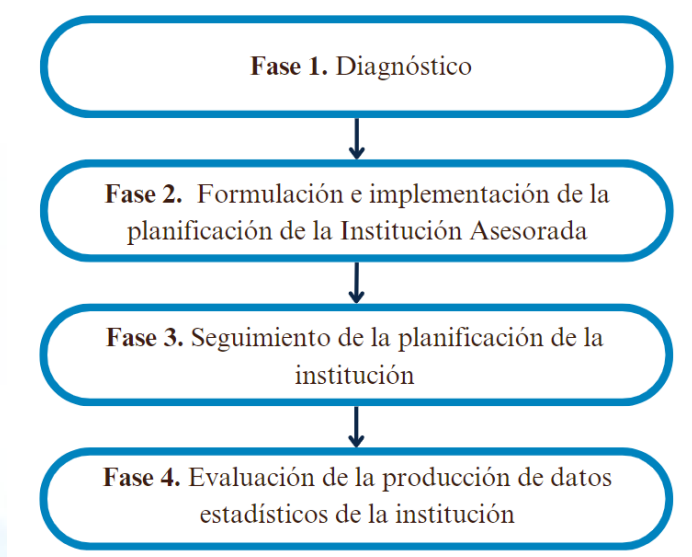 Fase 1. Diagnóstico
Fase 2. Formulación e implementación de la
planificación de la Institución Asesorada
Fase 3. Seguimiento de la planificación de la
institución
Fase 4. Evaluación de la producción de datos
estadísticos de la institución